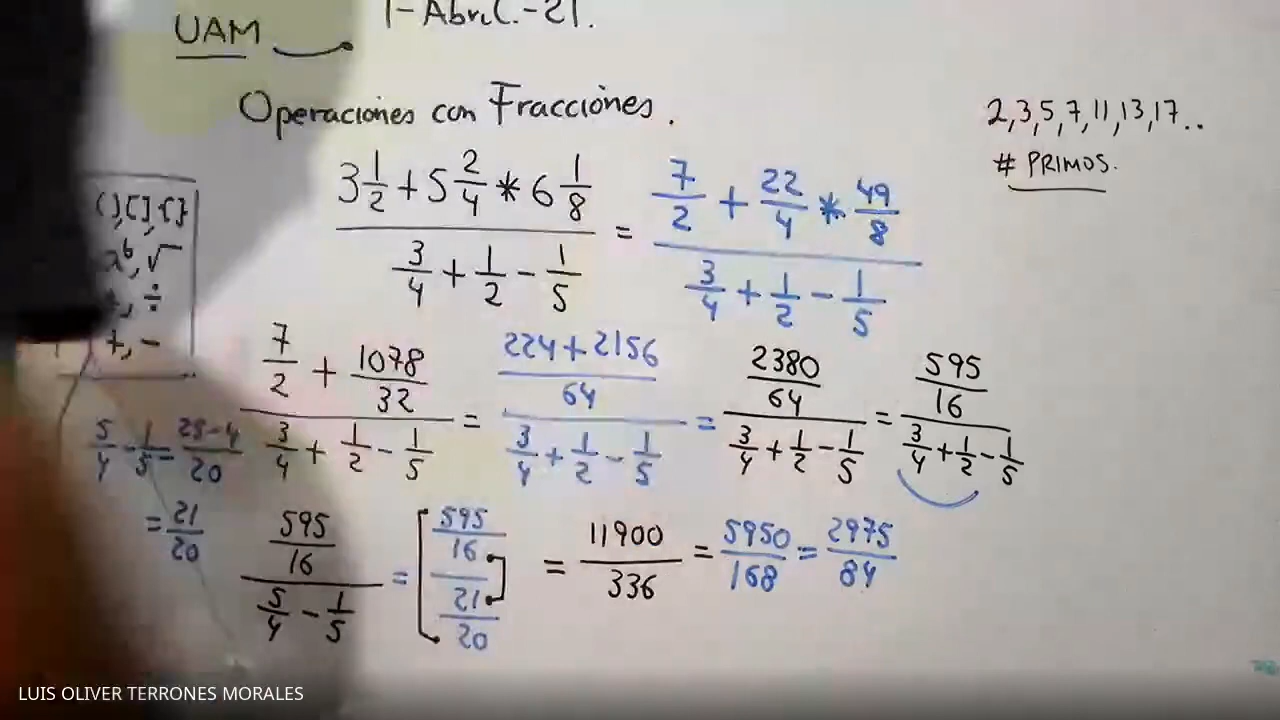 1-Abril.-21.
UAM
Operaciones con Fracciones.
2,3,5,7,11,13,17..
# PRIMOS.
(),[],{}
√
÷
+, -
3 1/2 + 5 2/4 * 6 1/8 / 3/4 + 1/2 - 1/5 = 7/2 + 22/4 * 49/8 / 3/4 + 1/2 - 1/5
7/2 + 1078/32 / 3/4 + 1/2 - 1/5 = 224+2156/64 / 3/4 + 1/2 - 1/5 = 2380/64 / 3/4 + 1/2 - 1/5 = 595/16 / 3/4 + 1/2 - 1/5
5/4 - 1/5 = 25-4/20
= 21/20
595/16 / 5/4 - 1/5 = [ 595/16 / 21/20 ] = 11900/336 = 5950/168 = 2975/84
LUIS OLIVER TERRONES MORALES